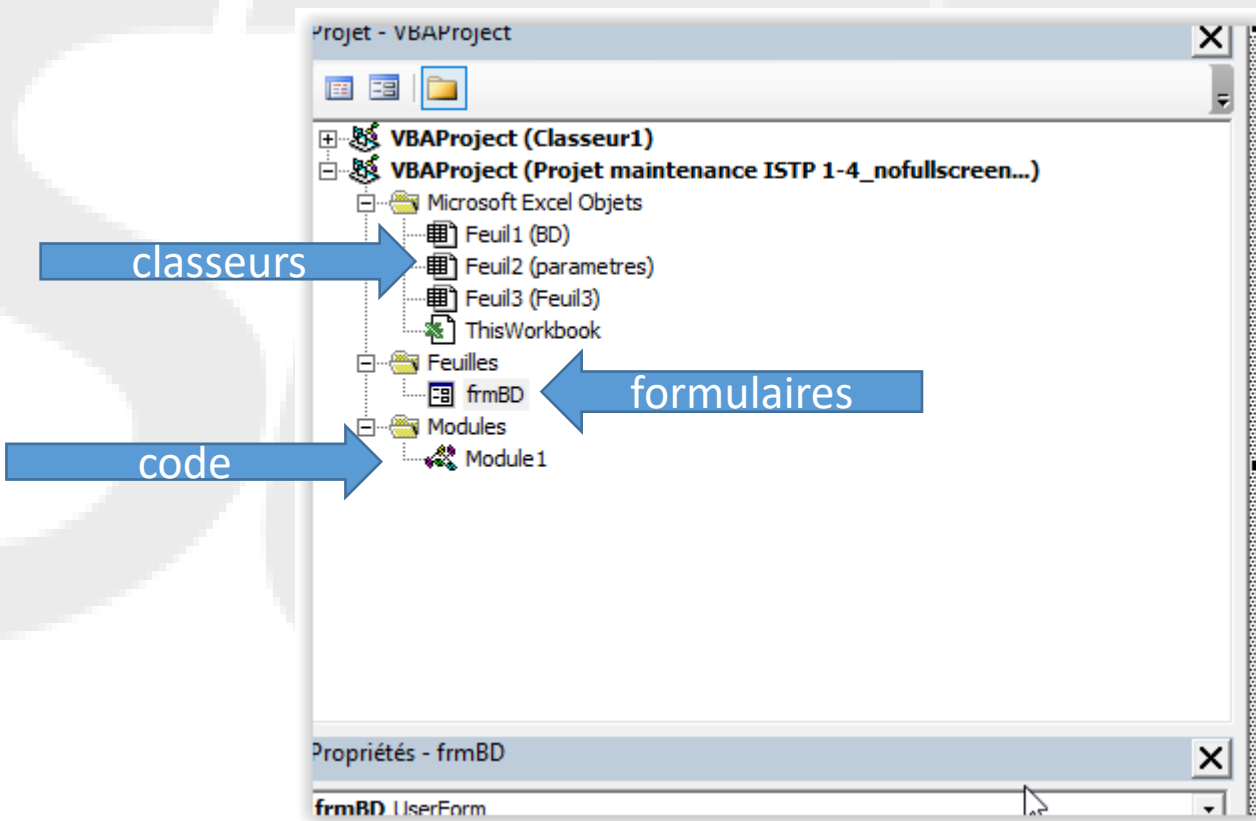 Projet - VBAProject
VBAProject (Classeur1)
VBAProject (Projet maintenance ISTP 1-4_nofullscreen...)
Microsoft Excel Objets
Feuil1 (BD)
classeurs
Feuil2 (parametres)
Feuil3 (Feuil3)
ThisWorkbook
Feuilles
frmBD
formulaires
Modules
code
Module1
Propriétés - frmBD
frmBD UserForm